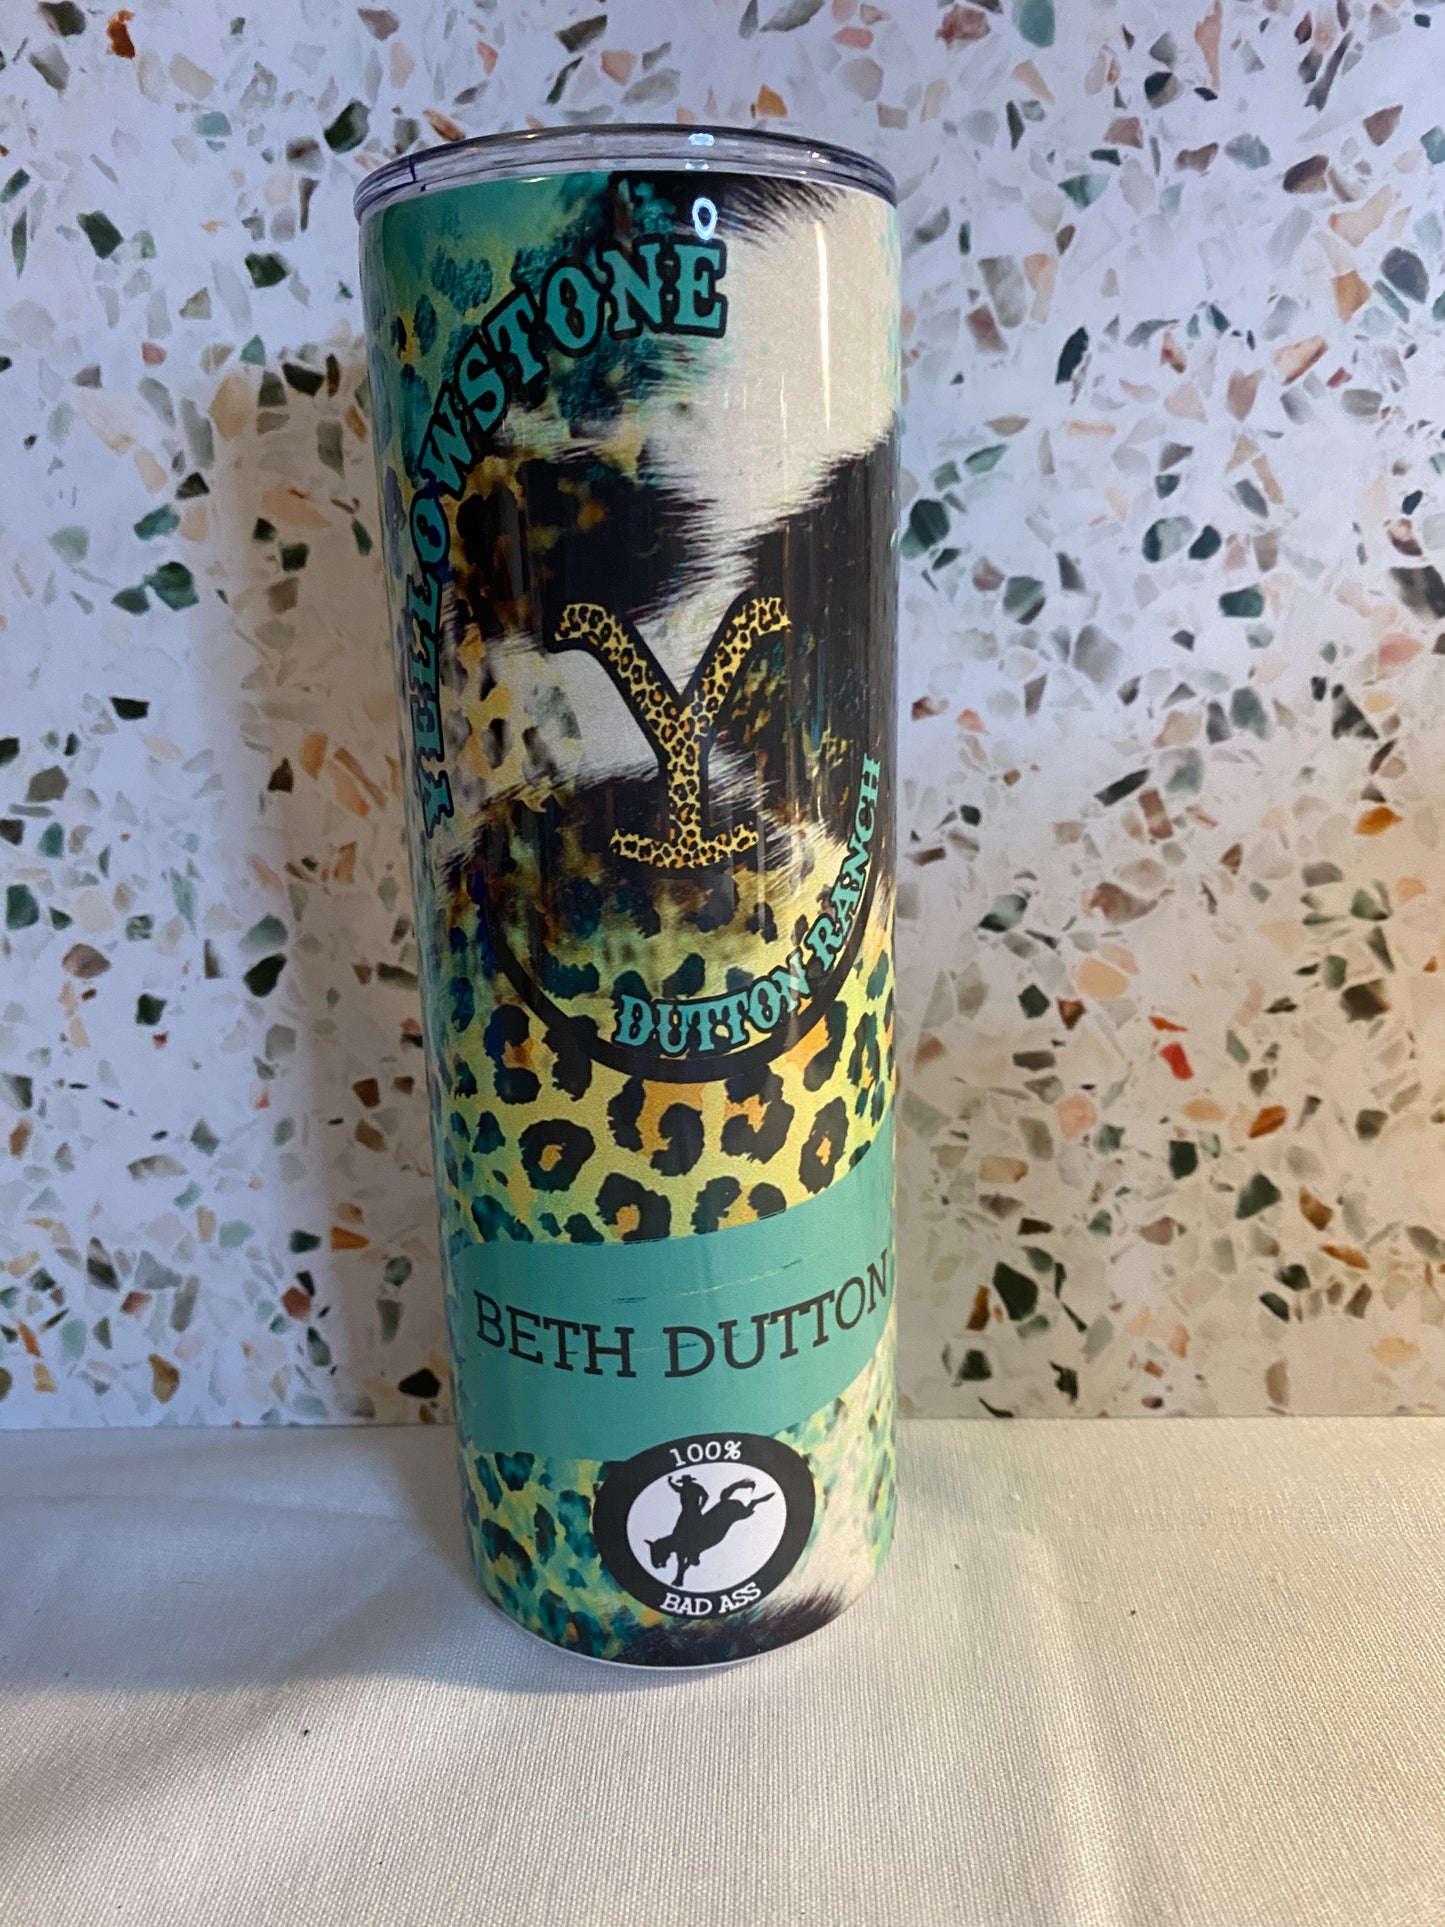 YELLOWSTONE
Y
DUTTON RANCH
BETH DUTTON
100%
BAD ASS